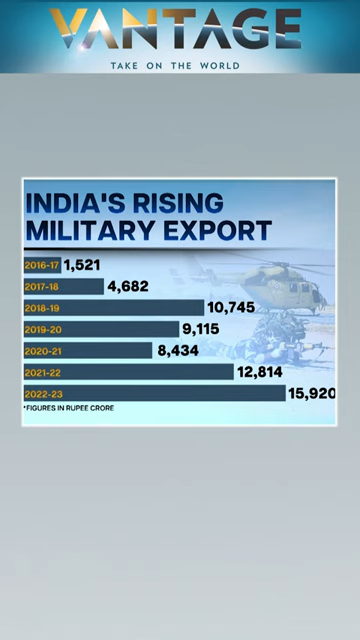 VANTAGE
TAKE ON THE WORLD
INDIA'S RISING
MILITARY EXPORT
2016-17 1,521
2017-18 4,682
2018-19 10,745
2019-20 9,115
2020-21 8,434
2021-22 12,814
2022-23 15,920
*FIGURES IN RUPEE CRORE